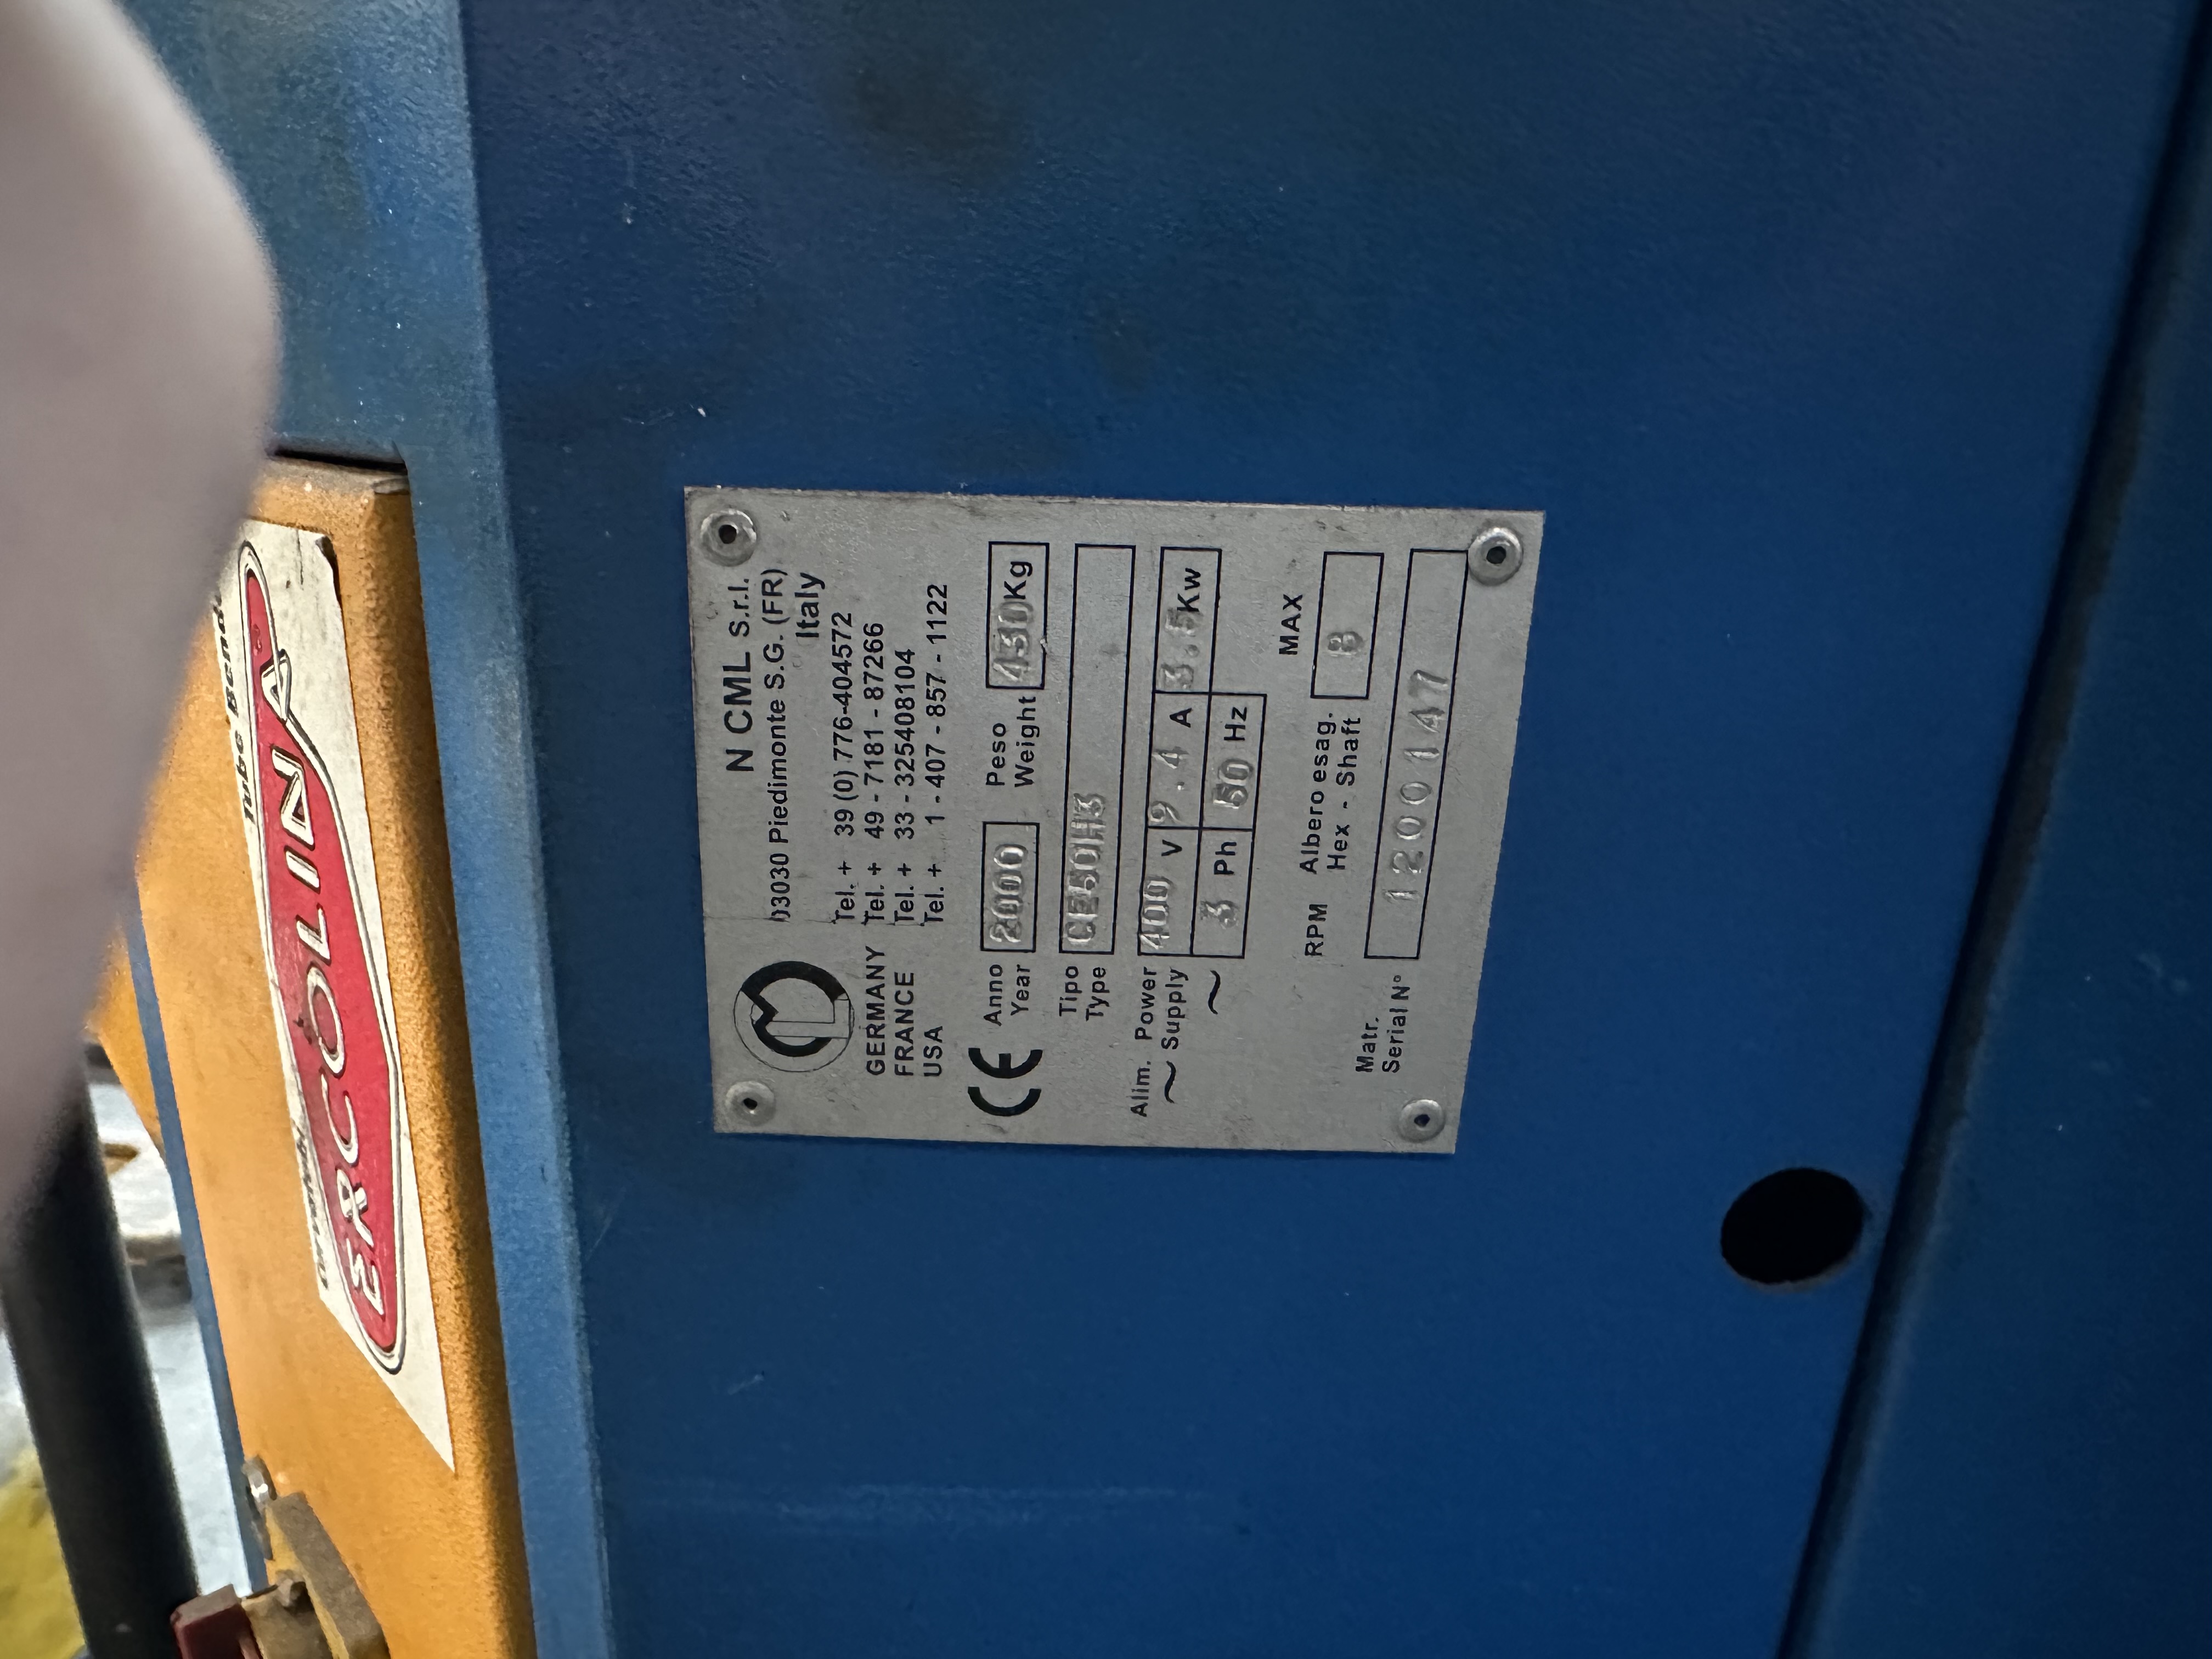 N CML S.r.l.
03030 Piedimonte S.G. (FR)
Italy
Tel. + 39 (0) 776-404572
GERMANY Tel. + 49 - 7181 - 87266
FRANCE Tel. + 33 - 325408104
USA Tel. + 1 - 407 - 857 - 1122
CE
Anno 2000 Peso 430 Kg
Year Weight
Tipo CE50H3
Type
Alim. Power 400 V 9.4 A 3.5 Kw
~ Supply
~ 3 Ph 50 Hz
MAX
RPM Albero esag. 8
Hex - Shaft
Matr. 1200147
Serial N°
Tube
ERCOLINA